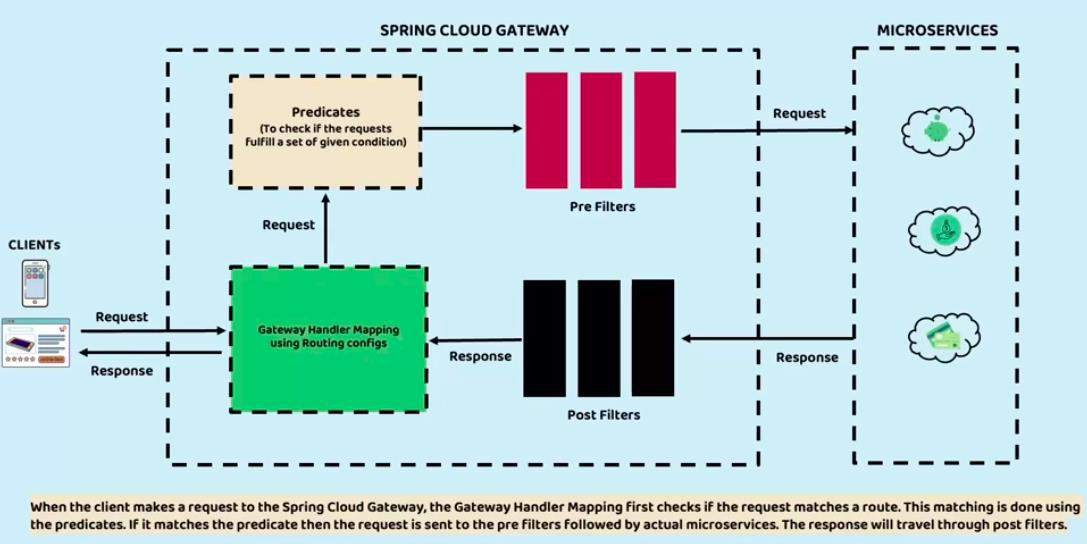 SPRING CLOUD GATEWAY
MICROSERVICES
Predicates
(To check if the requests
fulfill a set of given condition)
Request
Pre Filters
Request
CLIENTs
Request
Response
Gateway Handler Mapping
using Routing configs
Response
Response
Post Filters
When the client makes a request to the Spring Cloud Gateway, the Gateway Handler Mapping first checks if the request matches a route. This matching is done using
the predicates. If it matches the predicate then the request is sent to the pre filters followed by actual microservices. The response will travel through post filters.